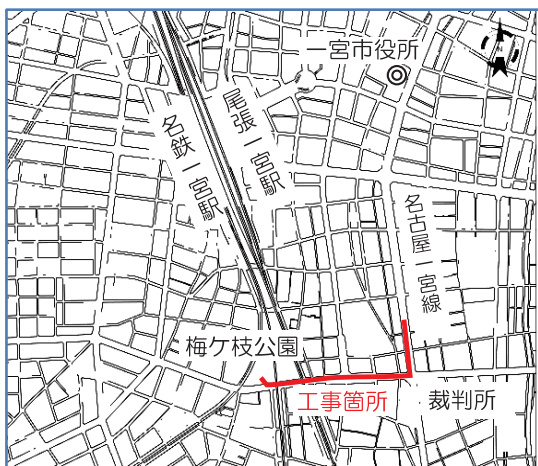 一宮市役所
尾張一宮駅
名鉄一宮駅
名古屋一宮線
梅ケ枝公園
工事箇所
裁判所